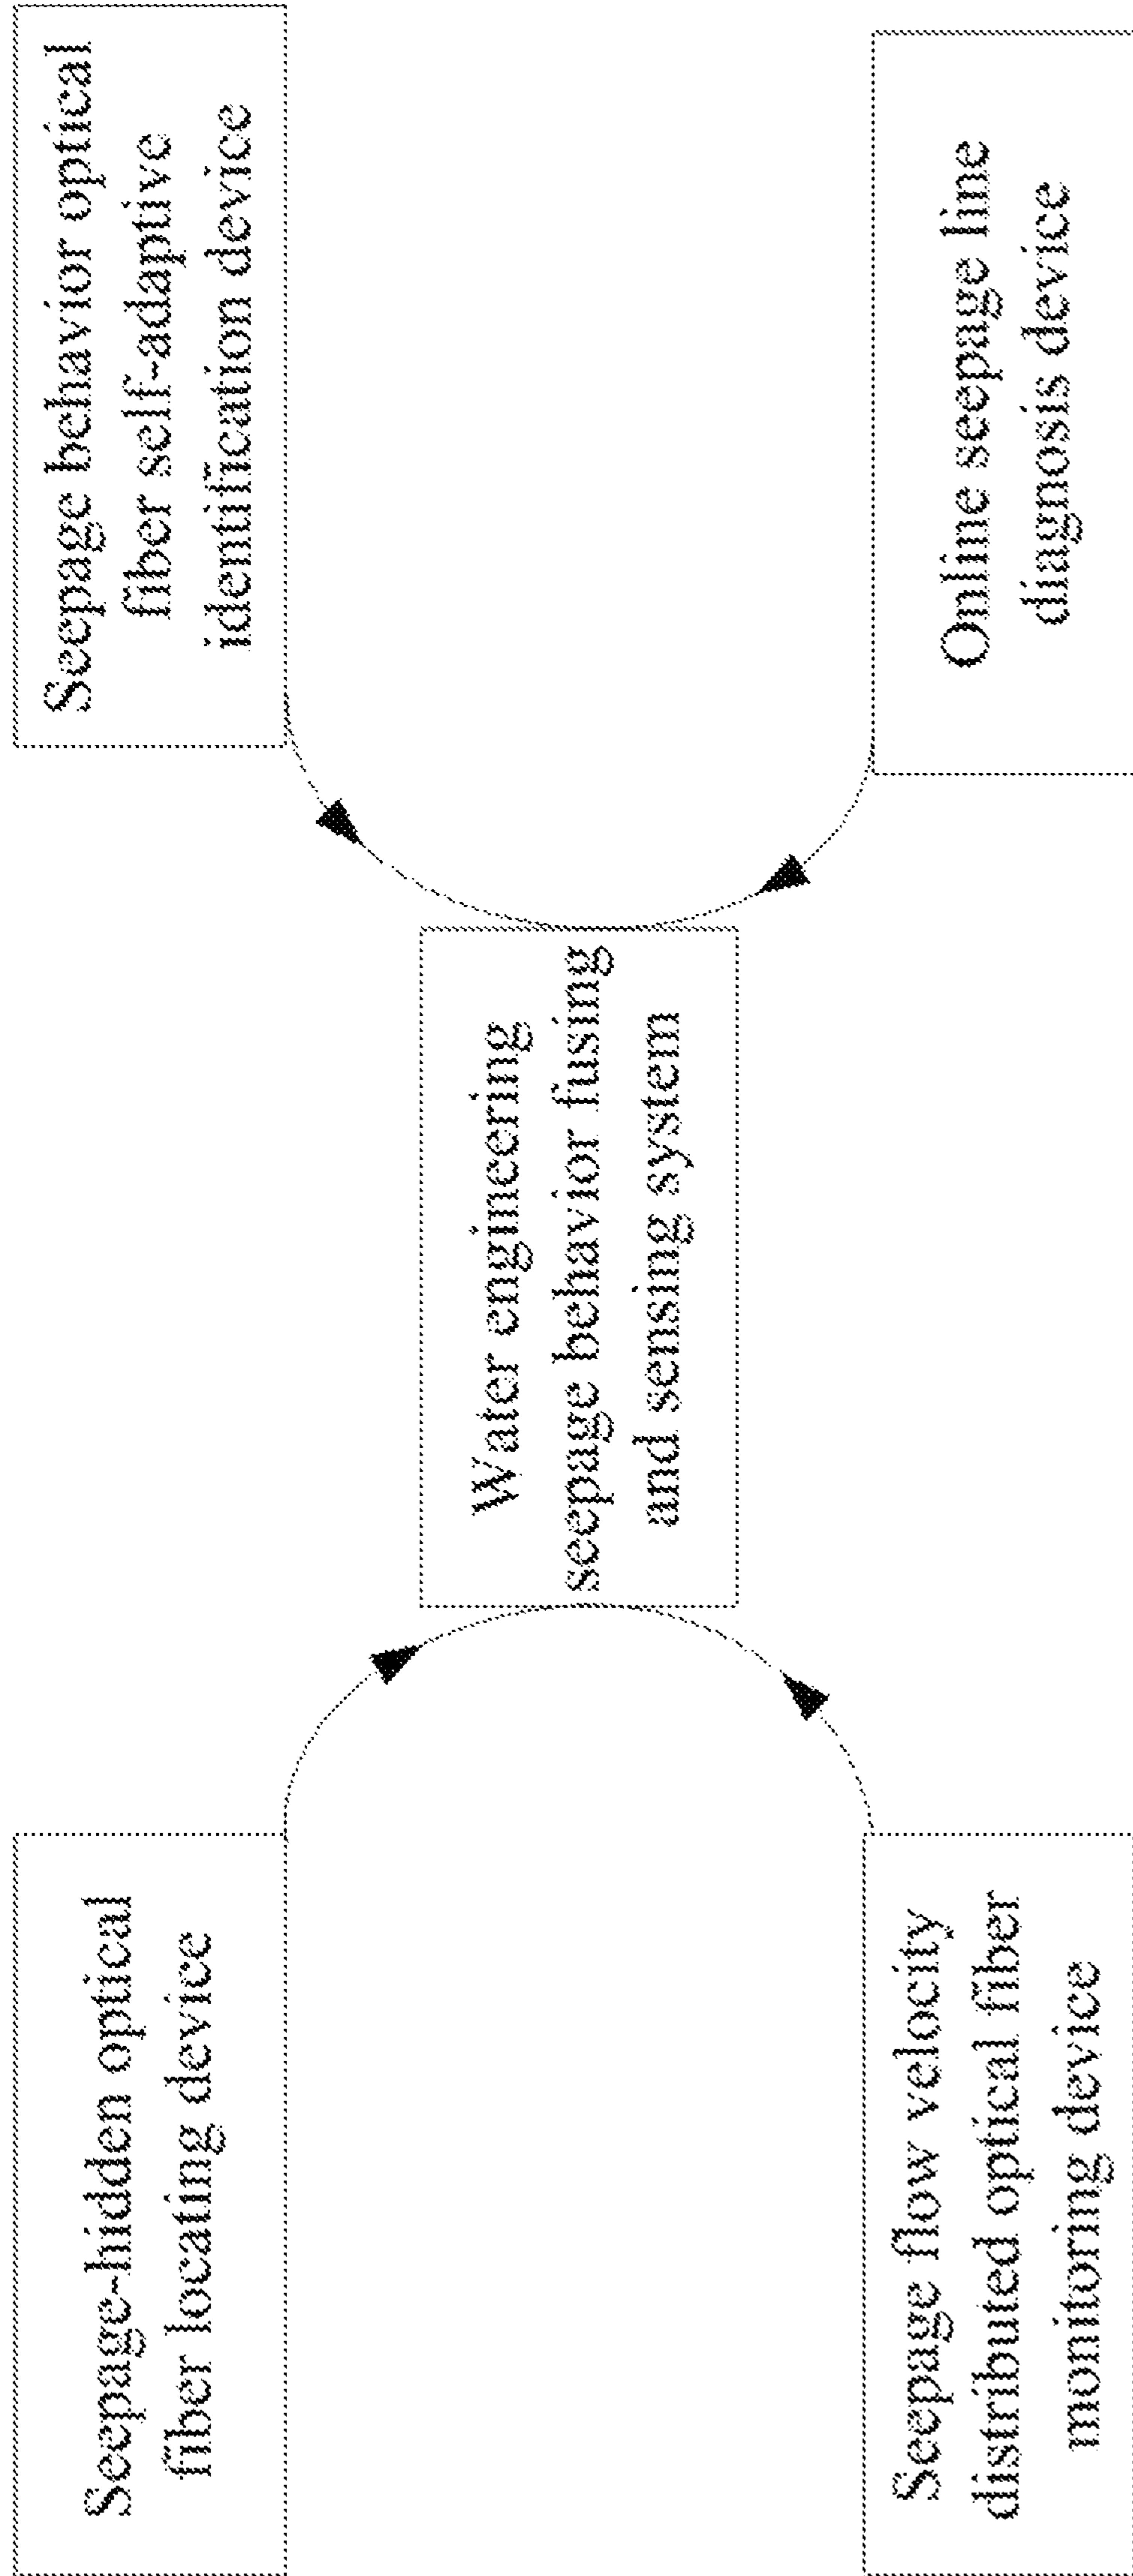 Seepage-hidden optical
fiber locating device
Seepage behavior optical
fiber self-adaptive
identification device
Water engineering
seepage behavior fusing
and sensing system
Seepage flow velocity
distributed optical fiber
monitoring device
Online seepage line
diagnosis device